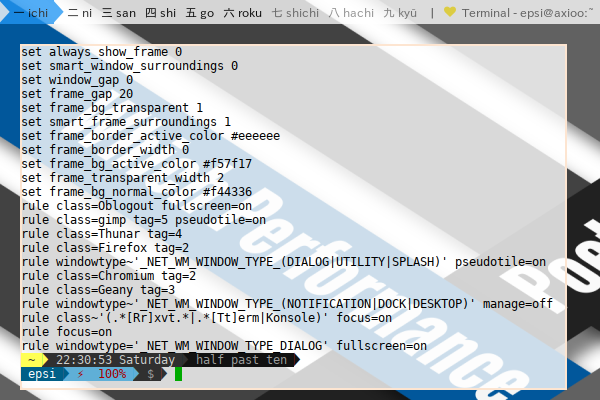 一 ichi 二 ni 三 san 四 shi 五 go 六 roku 七 shichi 八 hachi 九 kyū | Terminal - epsi@axioo:~
set always_show_frame 0
set smart_window_surroundings 0
set window_gap 0
set frame_gap 20
set frame_bg_transparent 1
set smart_frame_surroundings 1
set frame_border_active_color #eeeeee
set frame_border_width 0
set frame_bg_active_color #f57f17
set frame_transparent_width 2
set frame_bg_normal_color #f44336
rule class=Oblogout fullscreen=on
rule class=gimp tag=5 pseudotile=on
rule class=Thunar tag=4
rule class=Firefox tag=2
rule windowtype~'_NET_WM_WINDOW_TYPE_(DIALOG|UTILITY|SPLASH)' pseudotile=on
rule class=Chromium tag=2
rule class=Geany tag=3
rule windowtype~'_NET_WM_WINDOW_TYPE_(NOTIFICATION|DOCK|DESKTOP)' manage=off
rule class~'(.*[Rr]xvt.*|.*[Tt]erm|Konsole)' focus=on
rule focus=on
rule windowtype='_NET_WM_WINDOW_TYPE_DIALOG' fullscreen=on
~ 22:30:53 Saturday half past ten
epsi ⚡ 100% $
Performance